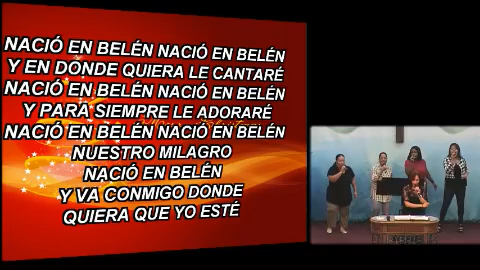 NACIÓ EN BELÉN NACIÓ EN BELÉN
Y EN DONDE QUIERA LE CANTARÉ
NACIÓ EN BELÉN NACIÓ EN BELÉN
Y PARA SIEMPRE LE ADORARÉ
NACIÓ EN BELÉN NACIÓ EN BELÉN
NUESTRO MILAGRO
NACIÓ EN BELÉN
Y VA CONMIGO DONDE
QUIERA QUE YO ESTÉ